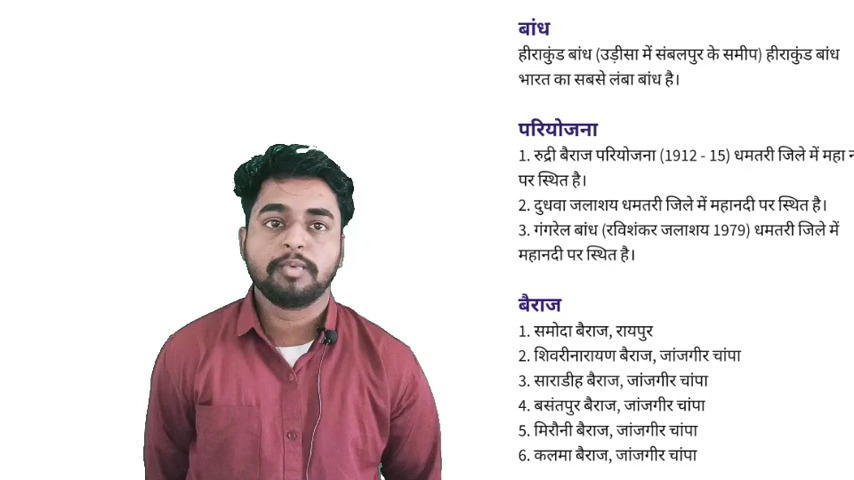 बांध
हीराकुंड बांध (उड़ीसा में संबलपुर के समीप) हीराकुंड बांध
भारत का सबसे लंबा बांध है।
परियोजना
1. रुद्री बैराज परियोजना (1912 - 15) धमतरी जिले में महा न
पर स्थित है।
2. दुधवा जलाशय धमतरी जिले में महानदी पर स्थित है।
3. गंगरेल बांध (रविशंकर जलाशय 1979) धमतरी जिले में
महानदी पर स्थित है।
बैराज
1. समोदा बैराज, रायपुर
2. शिवरीनारायण बैराज, जांजगीर चांपा
3. साराडीह बैराज, जांजगीर चांपा
4. बसंतपुर बैराज, जांजगीर चांपा
5. मिरौनी बैराज, जांजगीर चांपा
6. कलमा बैराज, जांजगीर चांपा